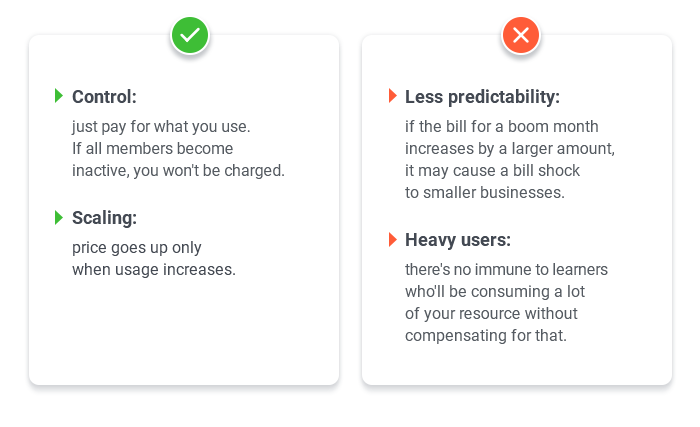 Control:
just pay for what you use.
If all members become
inactive, you won't be charged.
Scaling:
price goes up only
when usage increases.
Less predictability:
if the bill for a boom month
increases by a larger amount,
it may cause a bill shock
to smaller businesses.
Heavy users:
there's no immune to learners
who'll be consuming a lot
of your resource without
compensating for that.